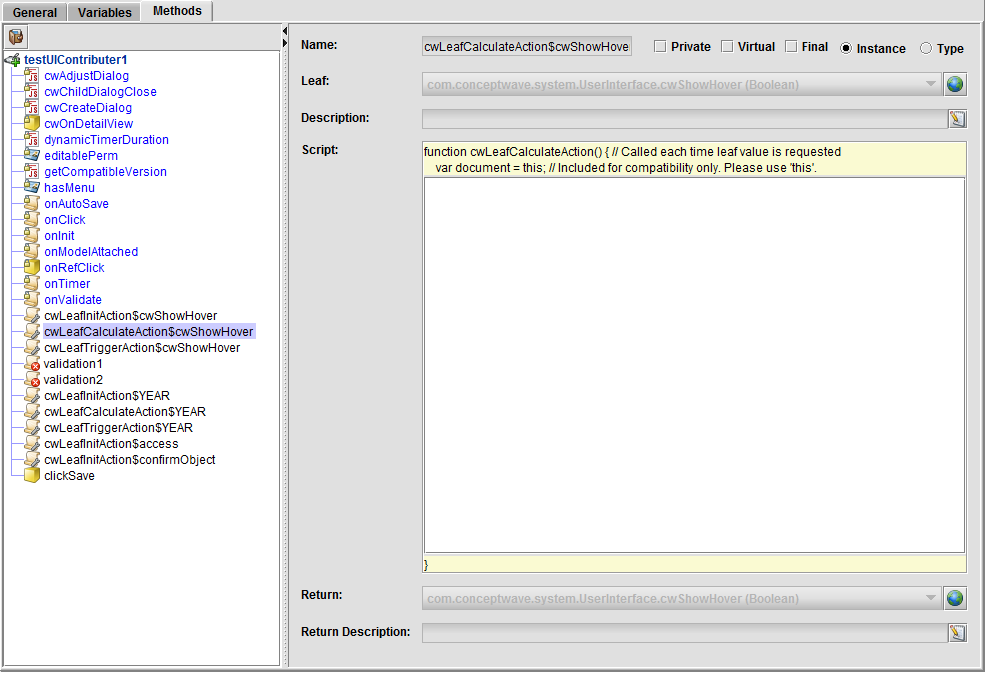 General Variables Methods
testUIContributer1
cwAdjustDialog
cwChildDialogClose
cwCreateDialog
cwOnDetailView
dynamicTimerDuration
editablePerm
getCompatibleVersion
hasMenu
onAutoSave
onClick
onInit
onModelAttached
onRefClick
onTimer
onValidate
cwLeafInitAction$cwShowHover
cwLeafCalculateAction$cwShowHover
cwLeafTriggerAction$cwShowHover
validation1
validation2
cwLeafInitAction$YEAR
cwLeafCalculateAction$YEAR
cwLeafTriggerAction$YEAR
cwLeafInitAction$access
cwLeafInitAction$confirmObject
clickSave
Name: cwLeafCalculateAction$cwShowHove Private Virtual Final Instance Type
Leaf: com.conceptwave.system.UserInterface.cwShowHover (Boolean)
Description:
Script: function cwLeafCalculateAction() { // Called each time leaf value is requested
var document = this; // Included for compatibility only. Please use 'this'.
}
Return: com.conceptwave.system.UserInterface.cwShowHover (Boolean)
Return Description: